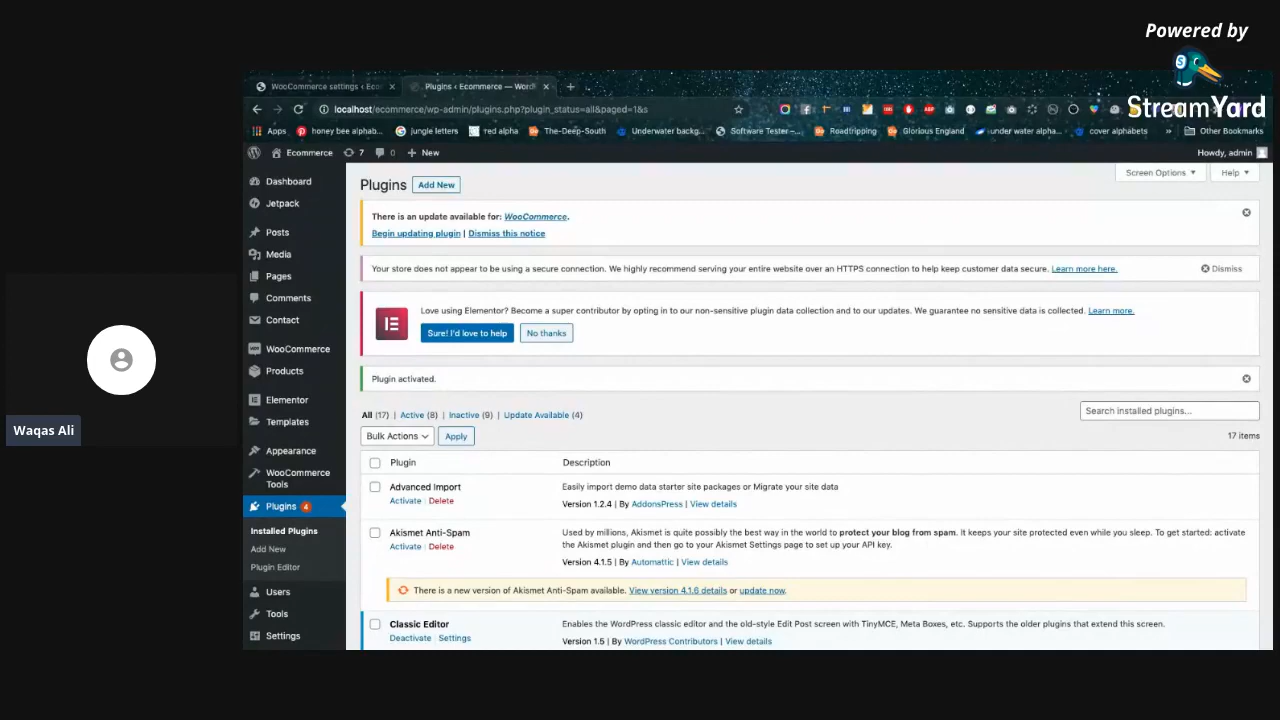 Powered by
StreamYard
WooCommerce settings ‹ Eco
Plugins ‹ Ecommerce — Word
localhost/ecommerce/wp-admin/plugins.php?plugin_status=all&paged=1&s
Apps
honey bee alphab...
jungle letters
red alpha
The-Deep-South
Underwater backg...
Software Tester –...
Roadtripping
Glorious England
under water alpha...
cover alphabets
»
Other Bookmarks
Ecommerce
7
0
New
Howdy, admin
Dashboard
Jetpack
Posts
Media
Pages
Comments
Contact
WooCommerce
Products
Elementor
Templates
Appearance
WooCommerce
Tools
Plugins 4
Installed Plugins
Add New
Plugin Editor
Users
Tools
Settings
Screen Options ▼
Help ▼
Plugins
Add New
There is an update available for: WooCommerce.
Begin updating plugin | Dismiss this notice
Your store does not appear to be using a secure connection. We highly recommend serving your entire website over an HTTPS connection to help keep customer data secure. Learn more here.
Dismiss
Love using Elementor? Become a super contributor by opting in to our non-sensitive plugin data collection and to our updates. We guarantee no sensitive data is collected. Learn more.
Sure! I'd love to help
No thanks
Plugin activated.
All (17) | Active (8) | Inactive (9) | Update Available (4)
Search installed plugins...
Bulk Actions
Apply
17 items
Plugin
Description
Advanced Import
Activate | Delete
Easily import demo data starter site packages or Migrate your site data
Version 1.2.4 | By AddonsPress | View details
Akismet Anti-Spam
Activate | Delete
Used by millions, Akismet is quite possibly the best way in the world to protect your blog from spam. It keeps your site protected even while you sleep. To get started: activate
the Akismet plugin and then go to your Akismet Settings page to set up your API key.
Version 4.1.5 | By Automattic | View details
There is a new version of Akismet Anti-Spam available. View version 4.1.6 details or update now.
Classic Editor
Deactivate | Settings
Enables the WordPress classic editor and the old-style Edit Post screen with TinyMCE, Meta Boxes, etc. Supports the older plugins that extend this screen.
Version 1.5 | By WordPress Contributors | View details
Waqas Ali